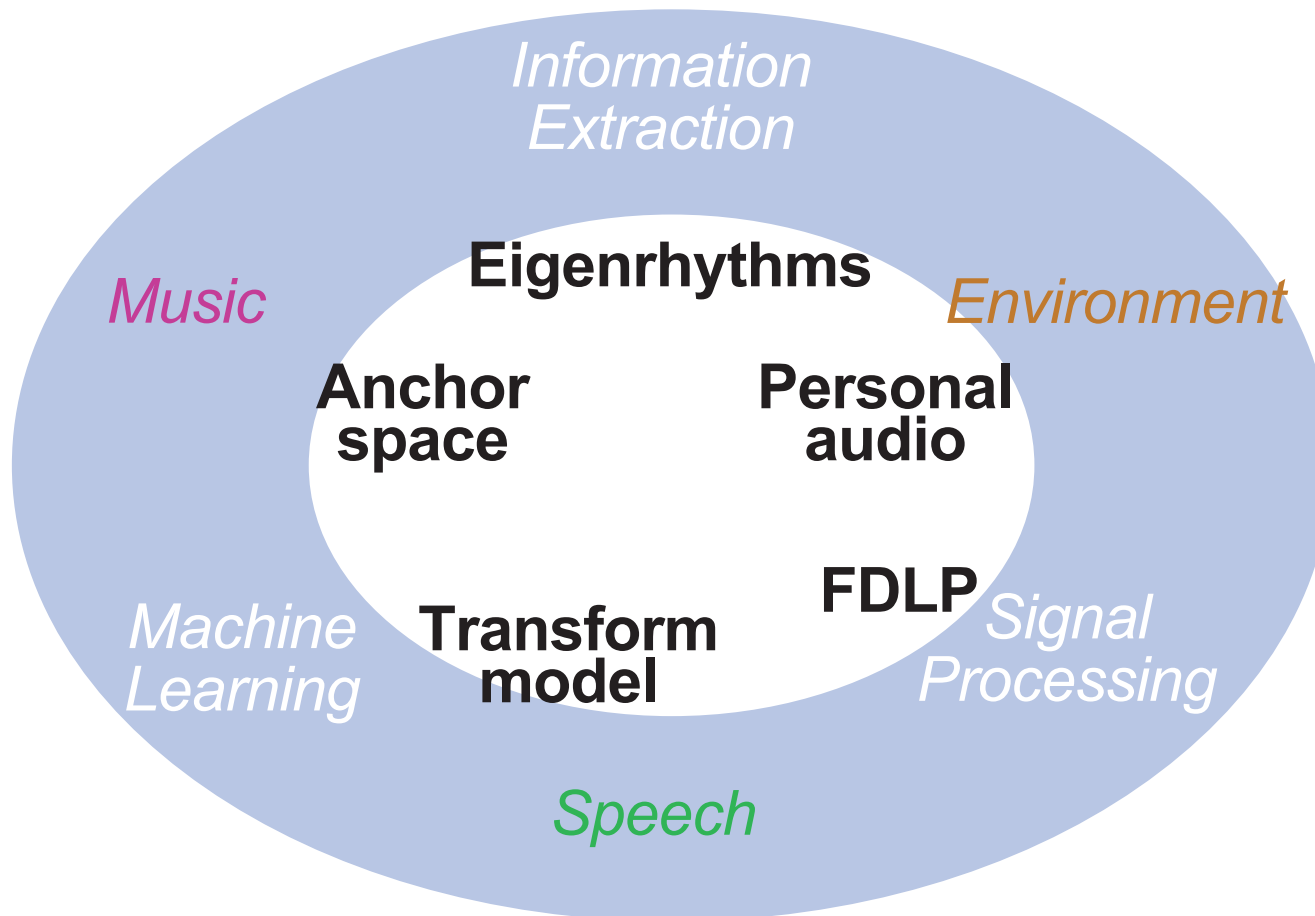 Information
Extraction
Eigenrhythms
Music
Environment
Anchor
space
Personal
audio
FDLP
Machine
Learning
Transform
model
Signal
Processing
Speech